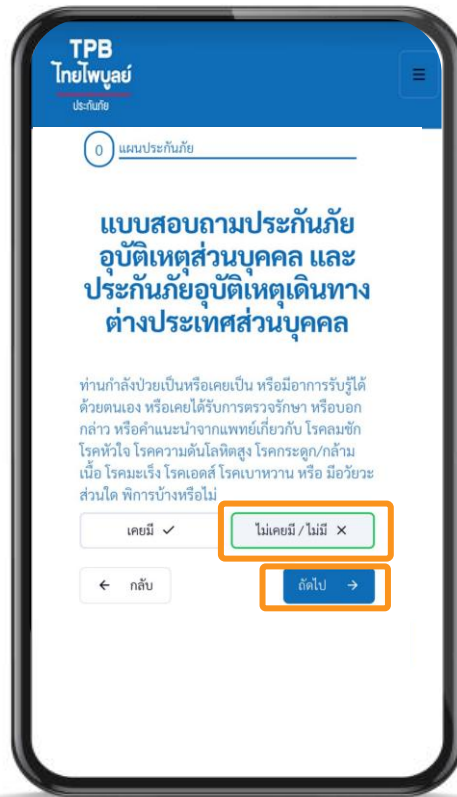 TPB
ไทยไพบูลย์
ประกันภัย
0 แผนประกันภัย
แบบสอบถามประกันภัย
อุบัติเหตุส่วนบุคคล และ
ประกันภัยอุบัติเหตุเดินทาง
ต่างประเทศส่วนบุคคล
ท่านกำลังป่วยเป็นหรือเคยเป็น หรือมีอาการรับรู้ได้
ด้วยตนเอง หรือเคยได้รับการตรวจรักษา หรือบอก
กล่าว หรือคำแนะนำจากแพทย์เกี่ยวกับ โรคลมชัก
โรคหัวใจ โรคความดันโลหิตสูง โรคกระดูก/กล้าม
เนื้อ โรคมะเร็ง โรคเอดส์ โรคเบาหวาน หรือ มีอวัยวะ
ส่วนใด พิการบ้างหรือไม่
เคยมี ✓ ไม่เคยมี / ไม่มี ✕
← กลับ ถัดไป →